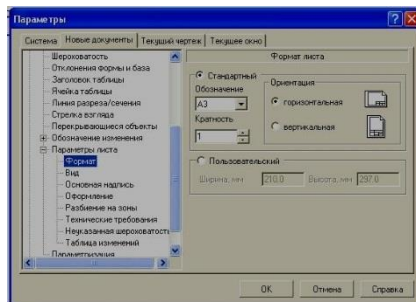 Параметры
Система
Новые документы
Текущий чертеж
Текущее окно
Шероховатость
Отклонения формы и база
Заголовок таблицы
Ячейка таблицы
Линия разреза/сечения
Стрелка взгляда
Перекрывающиеся объекты
Обозначение изменения
Параметры листа
Формат
Вид
Основная надпись
Оформление
Разбиение на зоны
Технические требования
Неуказанная шероховатость
Таблица изменений
Параметризация
Формат листа
Стандартный
Обозначение
A3
Кратность
1
Ориентация
горизонтальная
вертикальная
Пользовательский
Ширина, мм 210.0 Высота, мм 297.0
OK Отмена Справка